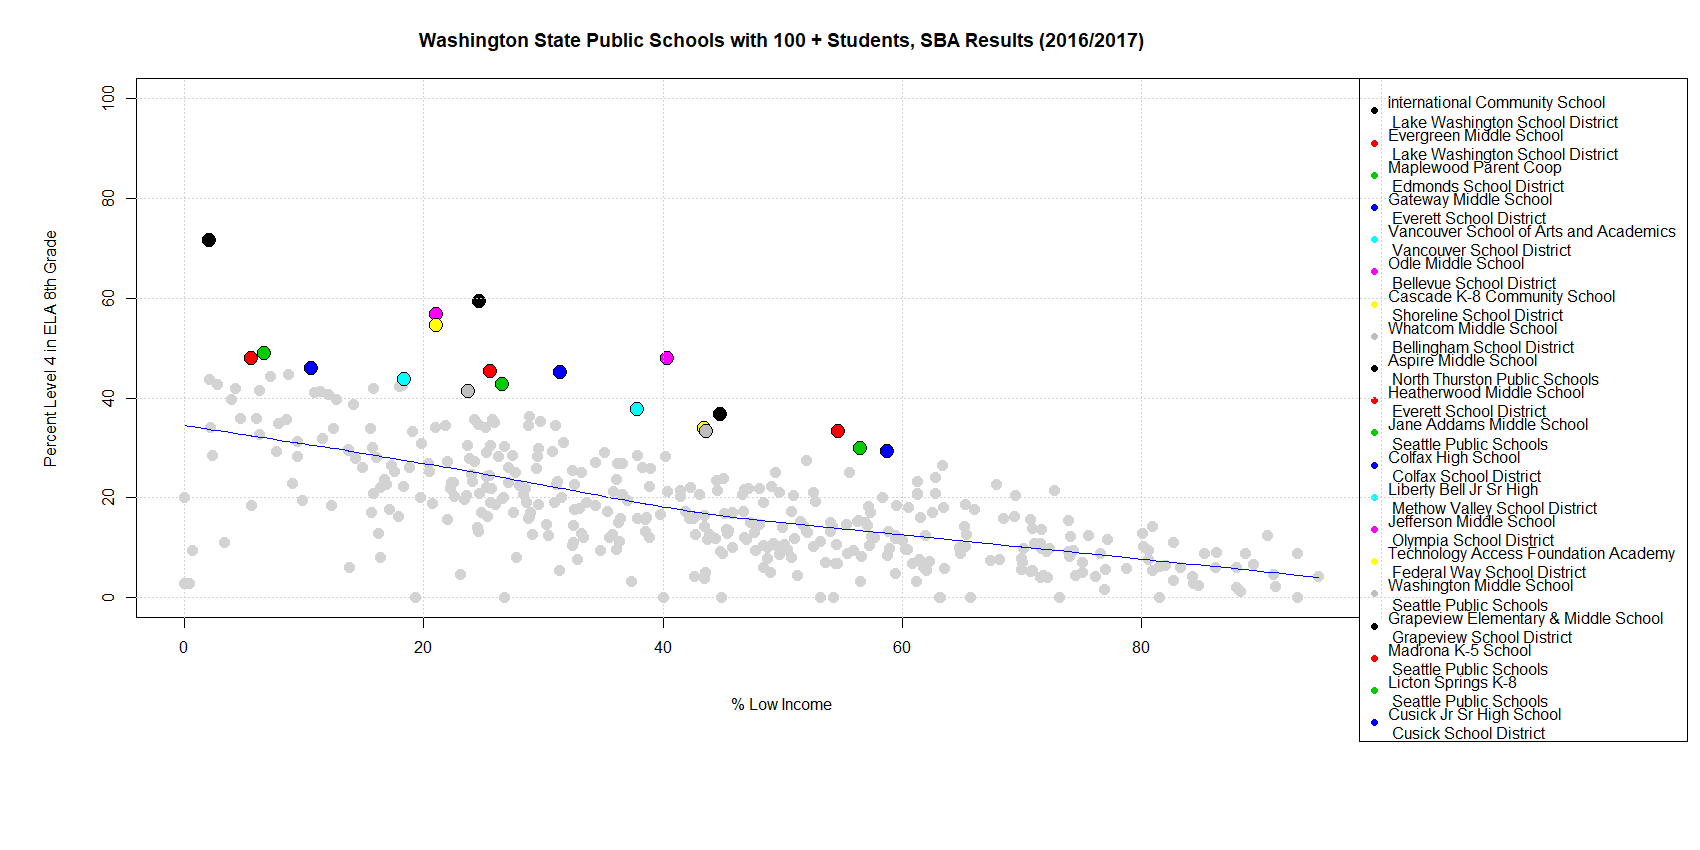 Washington State Public Schools with 100 + Students, SBA Results (2016/2017)
Percent Level 4 in ELA 8th Grade
100
80
60
40
20
0
0 20 40 60 80
% Low Income
International Community School
Lake Washington School District
Evergreen Middle School
Lake Washington School District
Maplewood Parent Coop
Edmonds School District
Gateway Middle School
Everett School District
Vancouver School of Arts and Academics
Vancouver School District
Odle Middle School
Bellevue School District
Cascade K-8 Community School
Shoreline School District
Whatcom Middle School
Bellingham School District
Aspire Middle School
North Thurston Public Schools
Heatherwood Middle School
Everett School District
Jane Addams Middle School
Seattle Public Schools
Colfax High School
Colfax School District
Liberty Bell Jr Sr High
Methow Valley School District
Jefferson Middle School
Olympia School District
Technology Access Foundation Academy
Federal Way School District
Washington Middle School
Seattle Public Schools
Grapeview Elementary & Middle School
Grapeview School District
Madrona K-5 School
Seattle Public Schools
Licton Springs K-8
Seattle Public Schools
Cusick Jr Sr High School
Cusick School District